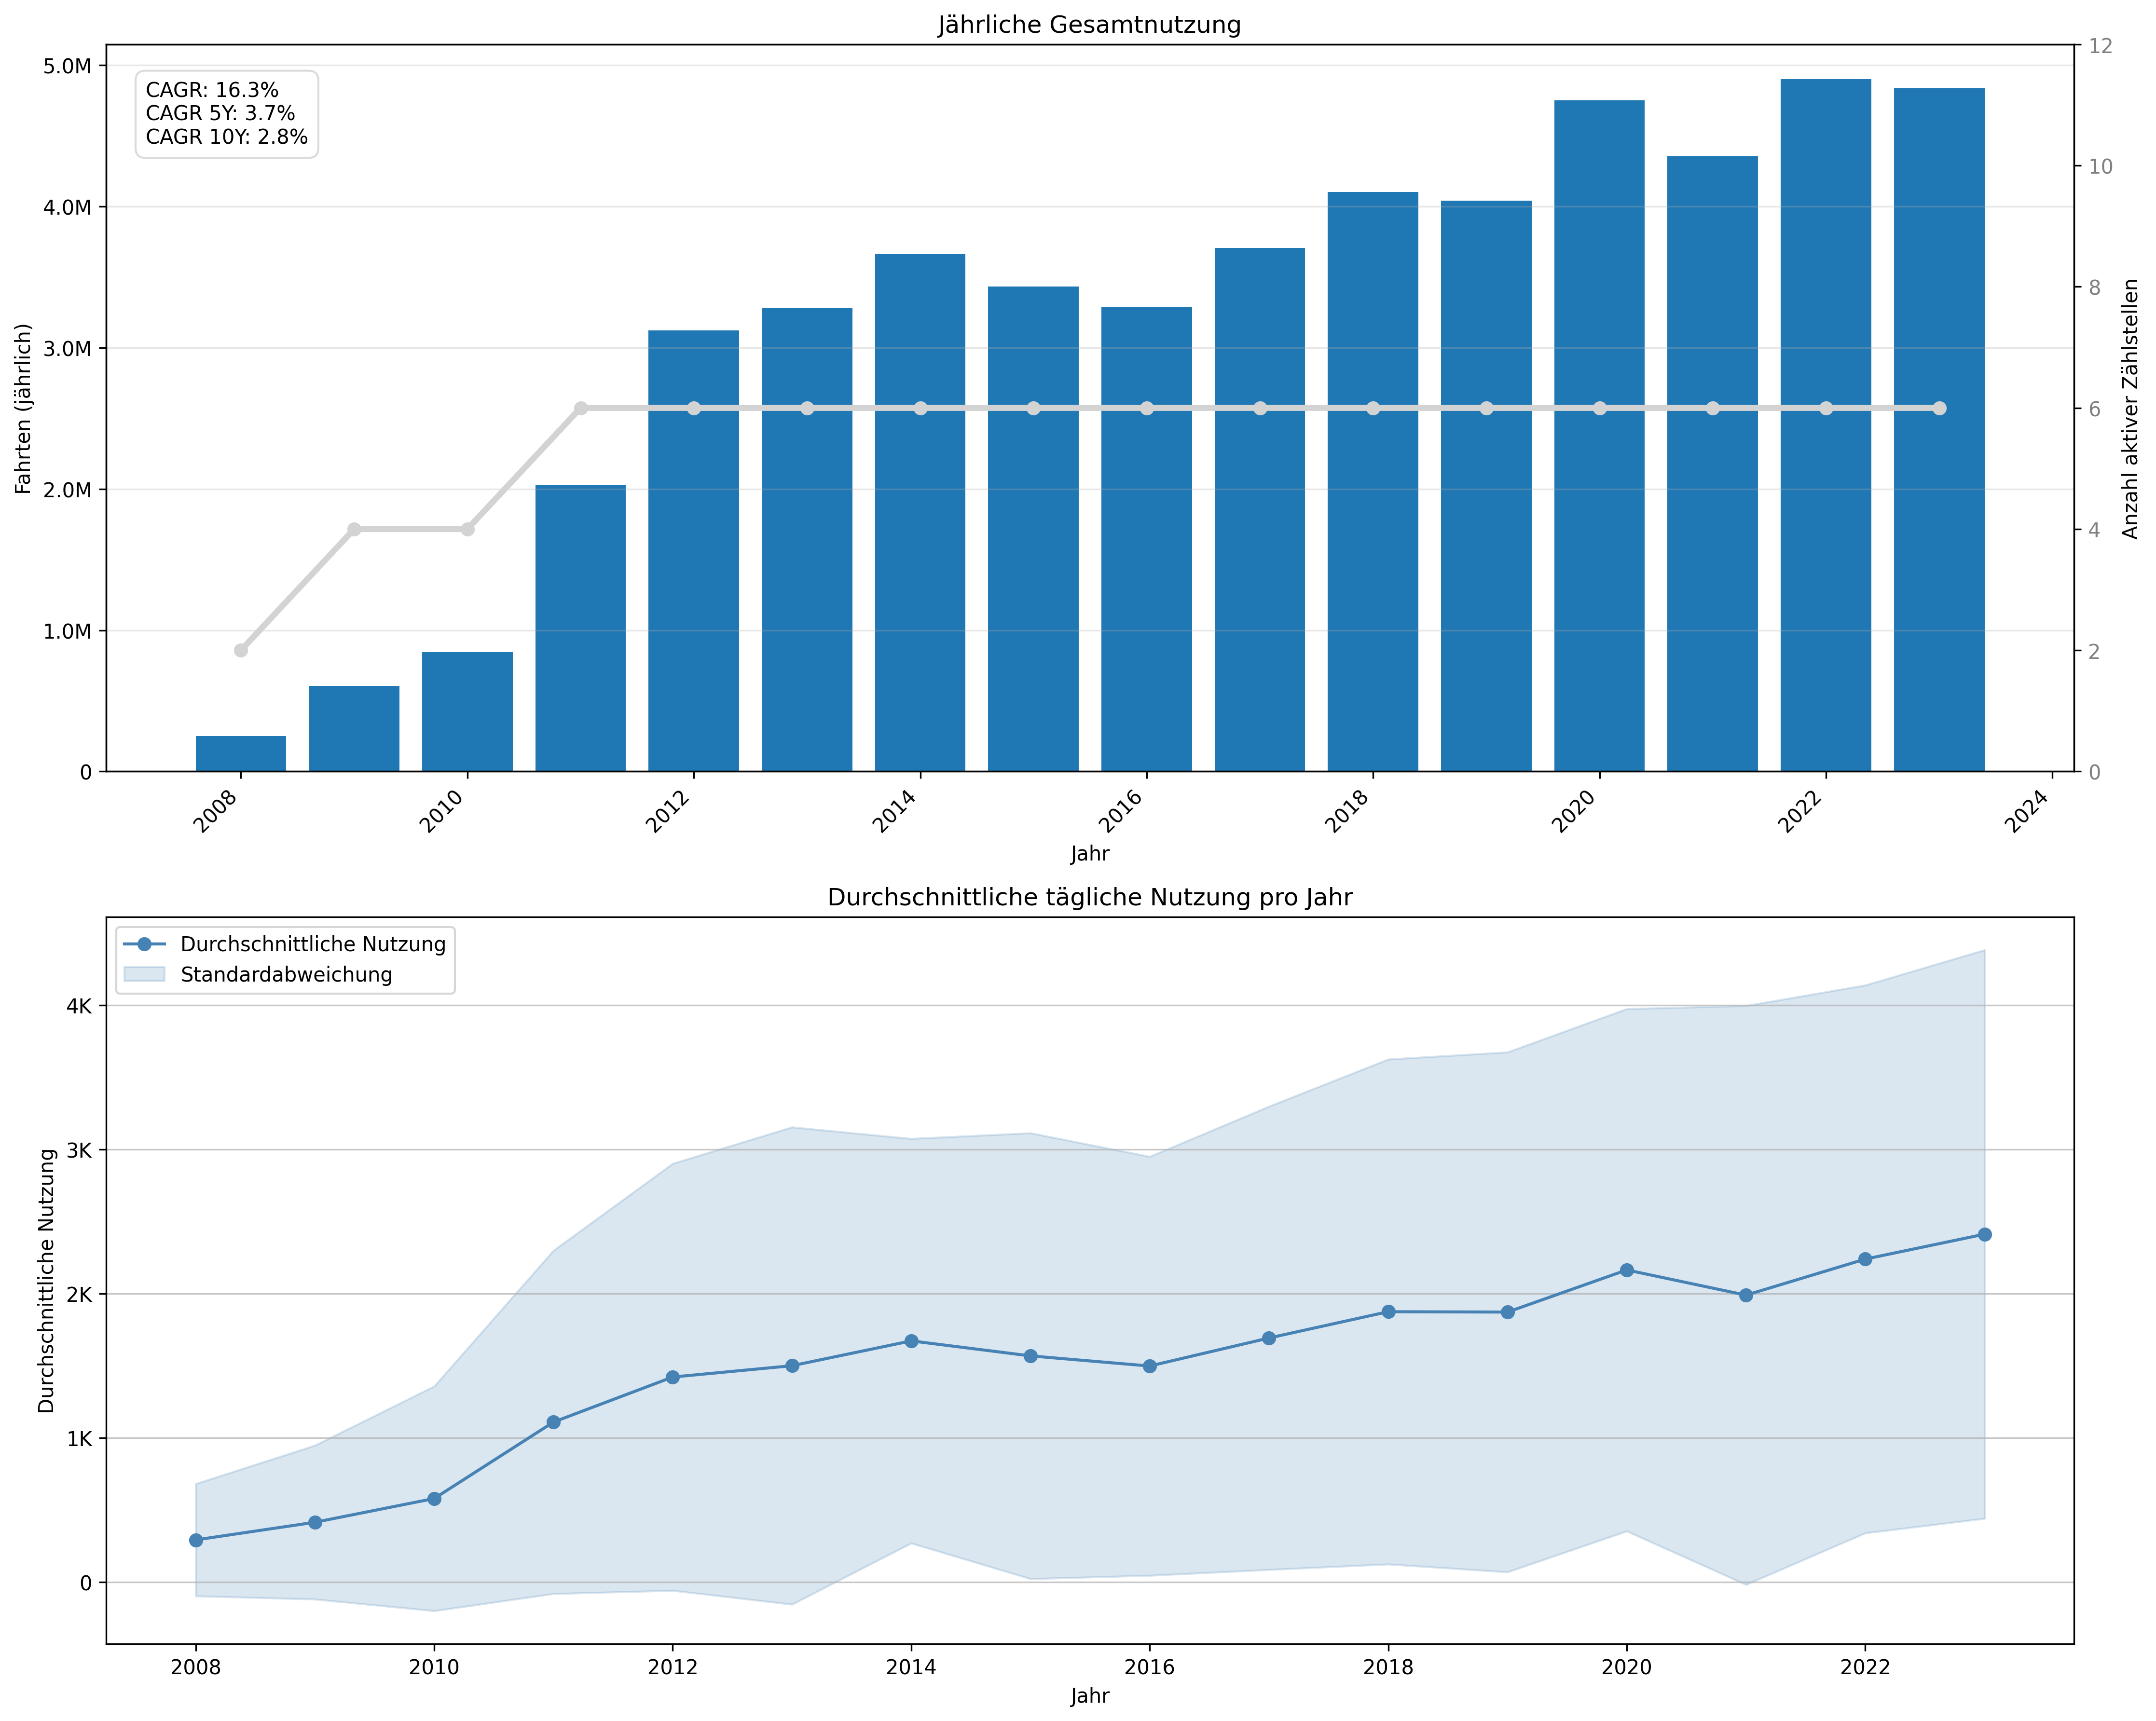 Jährliche Gesamtnutzung
CAGR: 16.3%
CAGR 5Y: 3.7%
CAGR 10Y: 2.8%
Fahrten (jährlich)
5.0M
4.0M
3.0M
2.0M
1.0M
0
Anzahl aktiver Zählstellen
12
10
8
6
4
2
0
2008
2010
2012
2014
2016
2018
2020
2022
2024
Jahr
Durchschnittliche tägliche Nutzung pro Jahr
Durchschnittliche Nutzung
Standardabweichung
Durchschnittliche Nutzung
4K
3K
2K
1K
0
2008
2010
2012
2014
2016
2018
2020
2022
Jahr